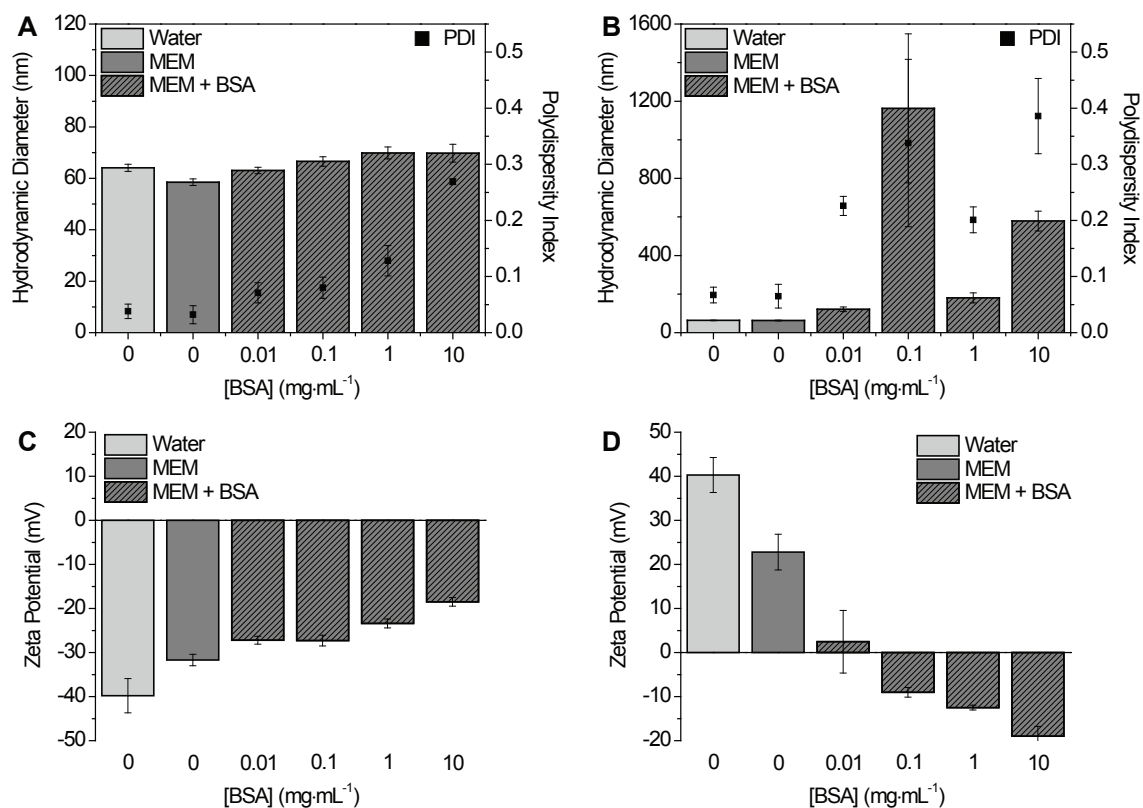 A
Water
MEM
MEM + BSA
PDI
120
100
80
60
40
20
0
Hydrodynamic Diameter (nm)
0.5
0.4
0.3
0.2
0.1
0.0
Polydispersity Index
0 0 0.01 0.1 1 10
[BSA] (mg·mL⁻¹)
B
Water
MEM
MEM + BSA
PDI
1600
1200
800
400
0
Hydrodynamic Diameter (nm)
0.5
0.4
0.3
0.2
0.1
0.0
Polydispersity Index
0 0 0.01 0.1 1 10
[BSA] (mg·mL⁻¹)
C
Water
MEM
MEM + BSA
20
10
0
-10
-20
-30
-40
-50
Zeta Potential (mV)
0 0 0.01 0.1 1 10
[BSA] (mg·mL⁻¹)
D
Water
MEM
MEM + BSA
50
40
30
20
10
0
-10
-20
Zeta Potential (mV)
0 0 0.01 0.1 1 10
[BSA] (mg·mL⁻¹)